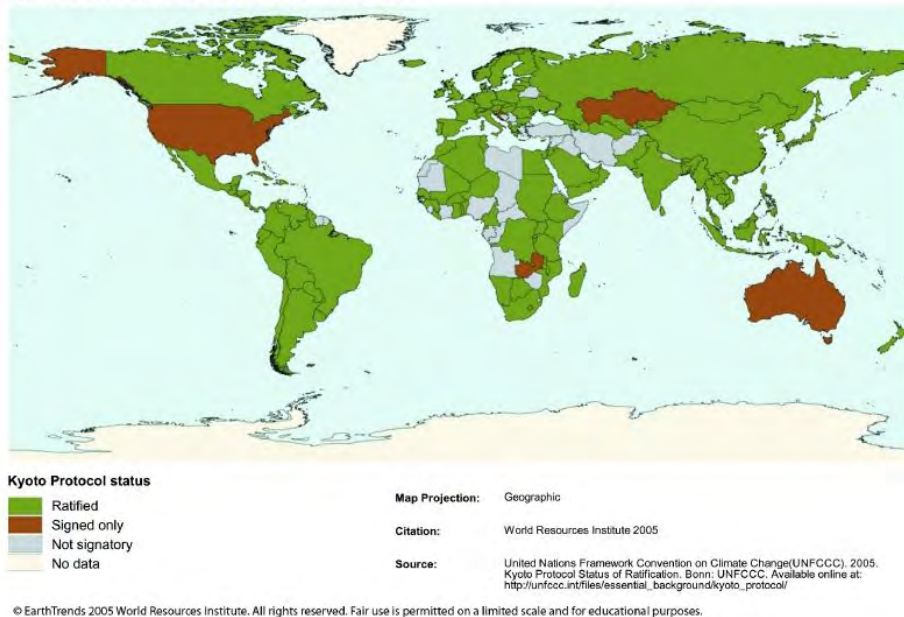 Kyoto Protocol status
Ratified
Signed only
Not signatory
No data
Map Projection: Geographic
Citation: World Resources Institute 2005
Source: United Nations Framework Convention on Climate Change(UNFCCC). 2005.
Kyoto Protocol Status of Ratification. Bonn: UNFCCC. Available online at:
http://unfccc.int/files/essential_background/kyoto_protocol/
© EarthTrends 2005 World Resources Institute. All rights reserved. Fair use is permitted on a limited scale and for educational purposes.